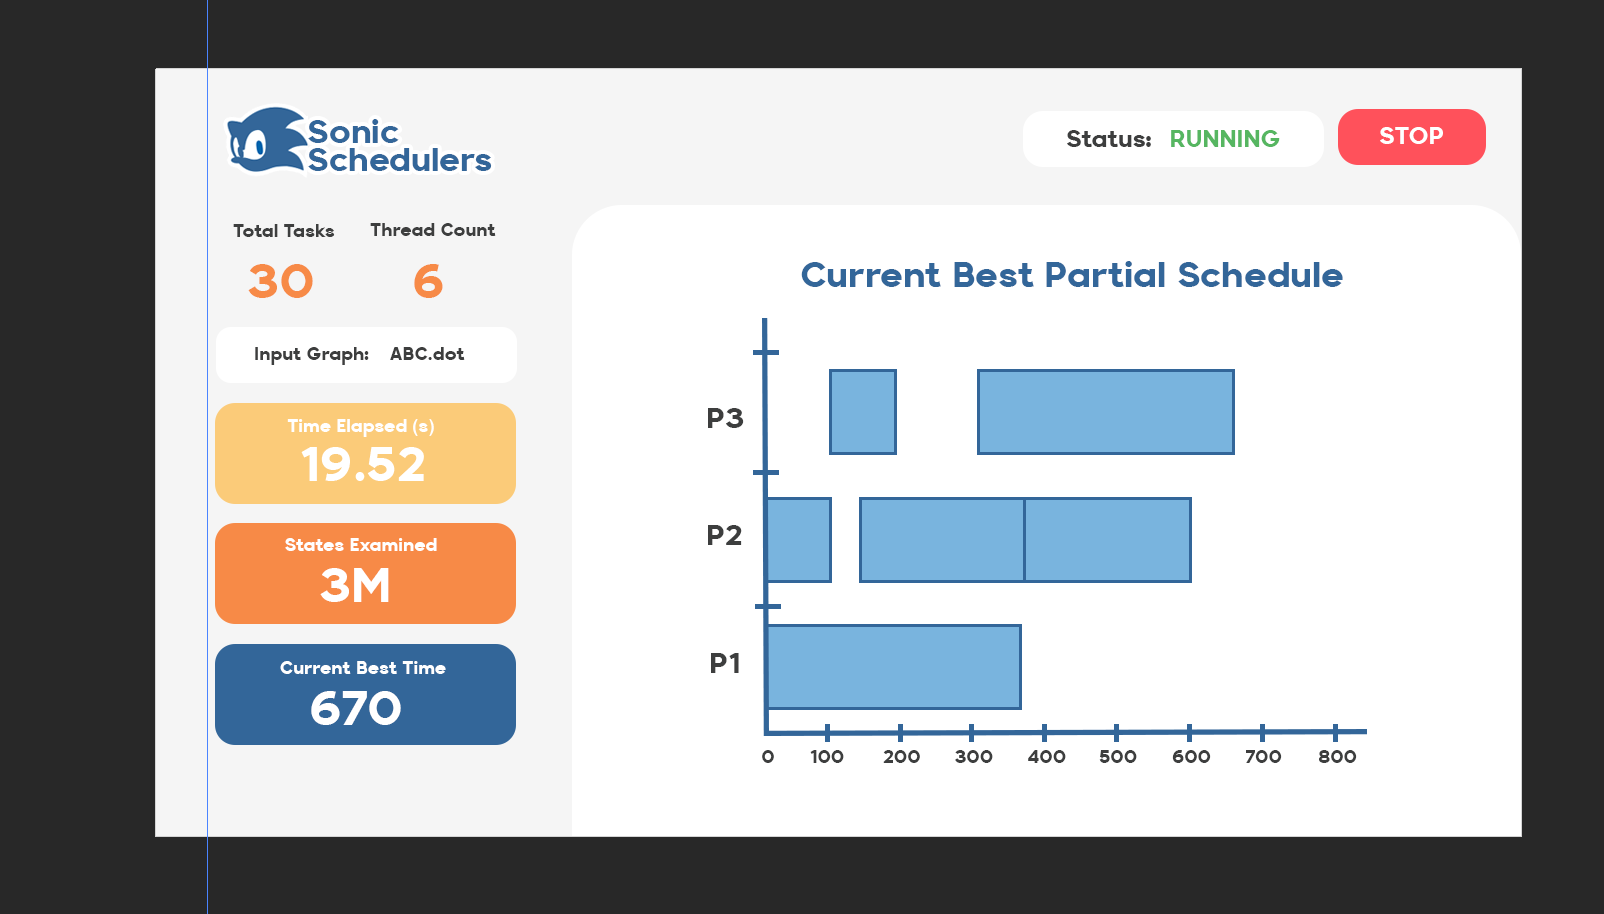 Sonic
Schedulers
Status: RUNNING
STOP
Total Tasks
Thread Count
30
6
Input Graph: ABC.dot
Time Elapsed (s)
19.52
States Examined
3M
Current Best Time
670
Current Best Partial Schedule
P3
P2
P1
0 100 200 300 400 500 600 700 800